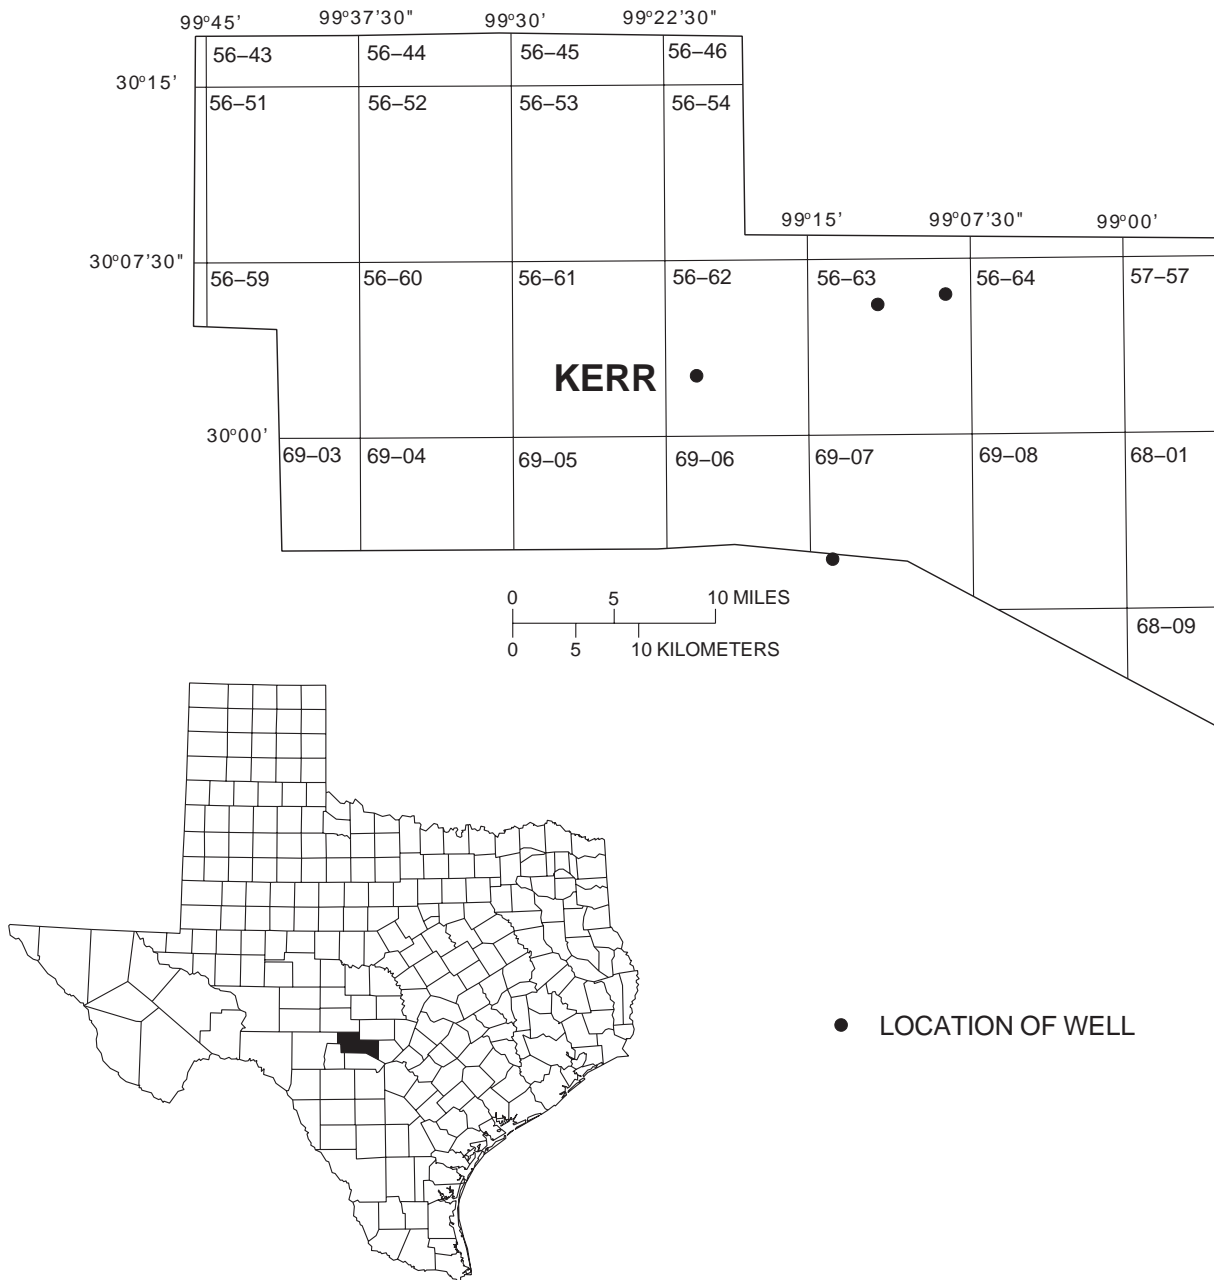 99°45’ 99°37’30" 99°30’ 99°22’30"
56–43 56–44 56–45 56–46
30°15’
56–51 56–52 56–53 56–54
99°15’ 99°07’30" 99°00’
30°07’30"
56–59 56–60 56–61 56–62 56–63 56–64 57–57
KERR
30°00’
69–03 69–04 69–05 69–06 69–07 69–08 68–01
0 5 10 MILES
0 5 10 KILOMETERS
68–09
LOCATION OF WELL